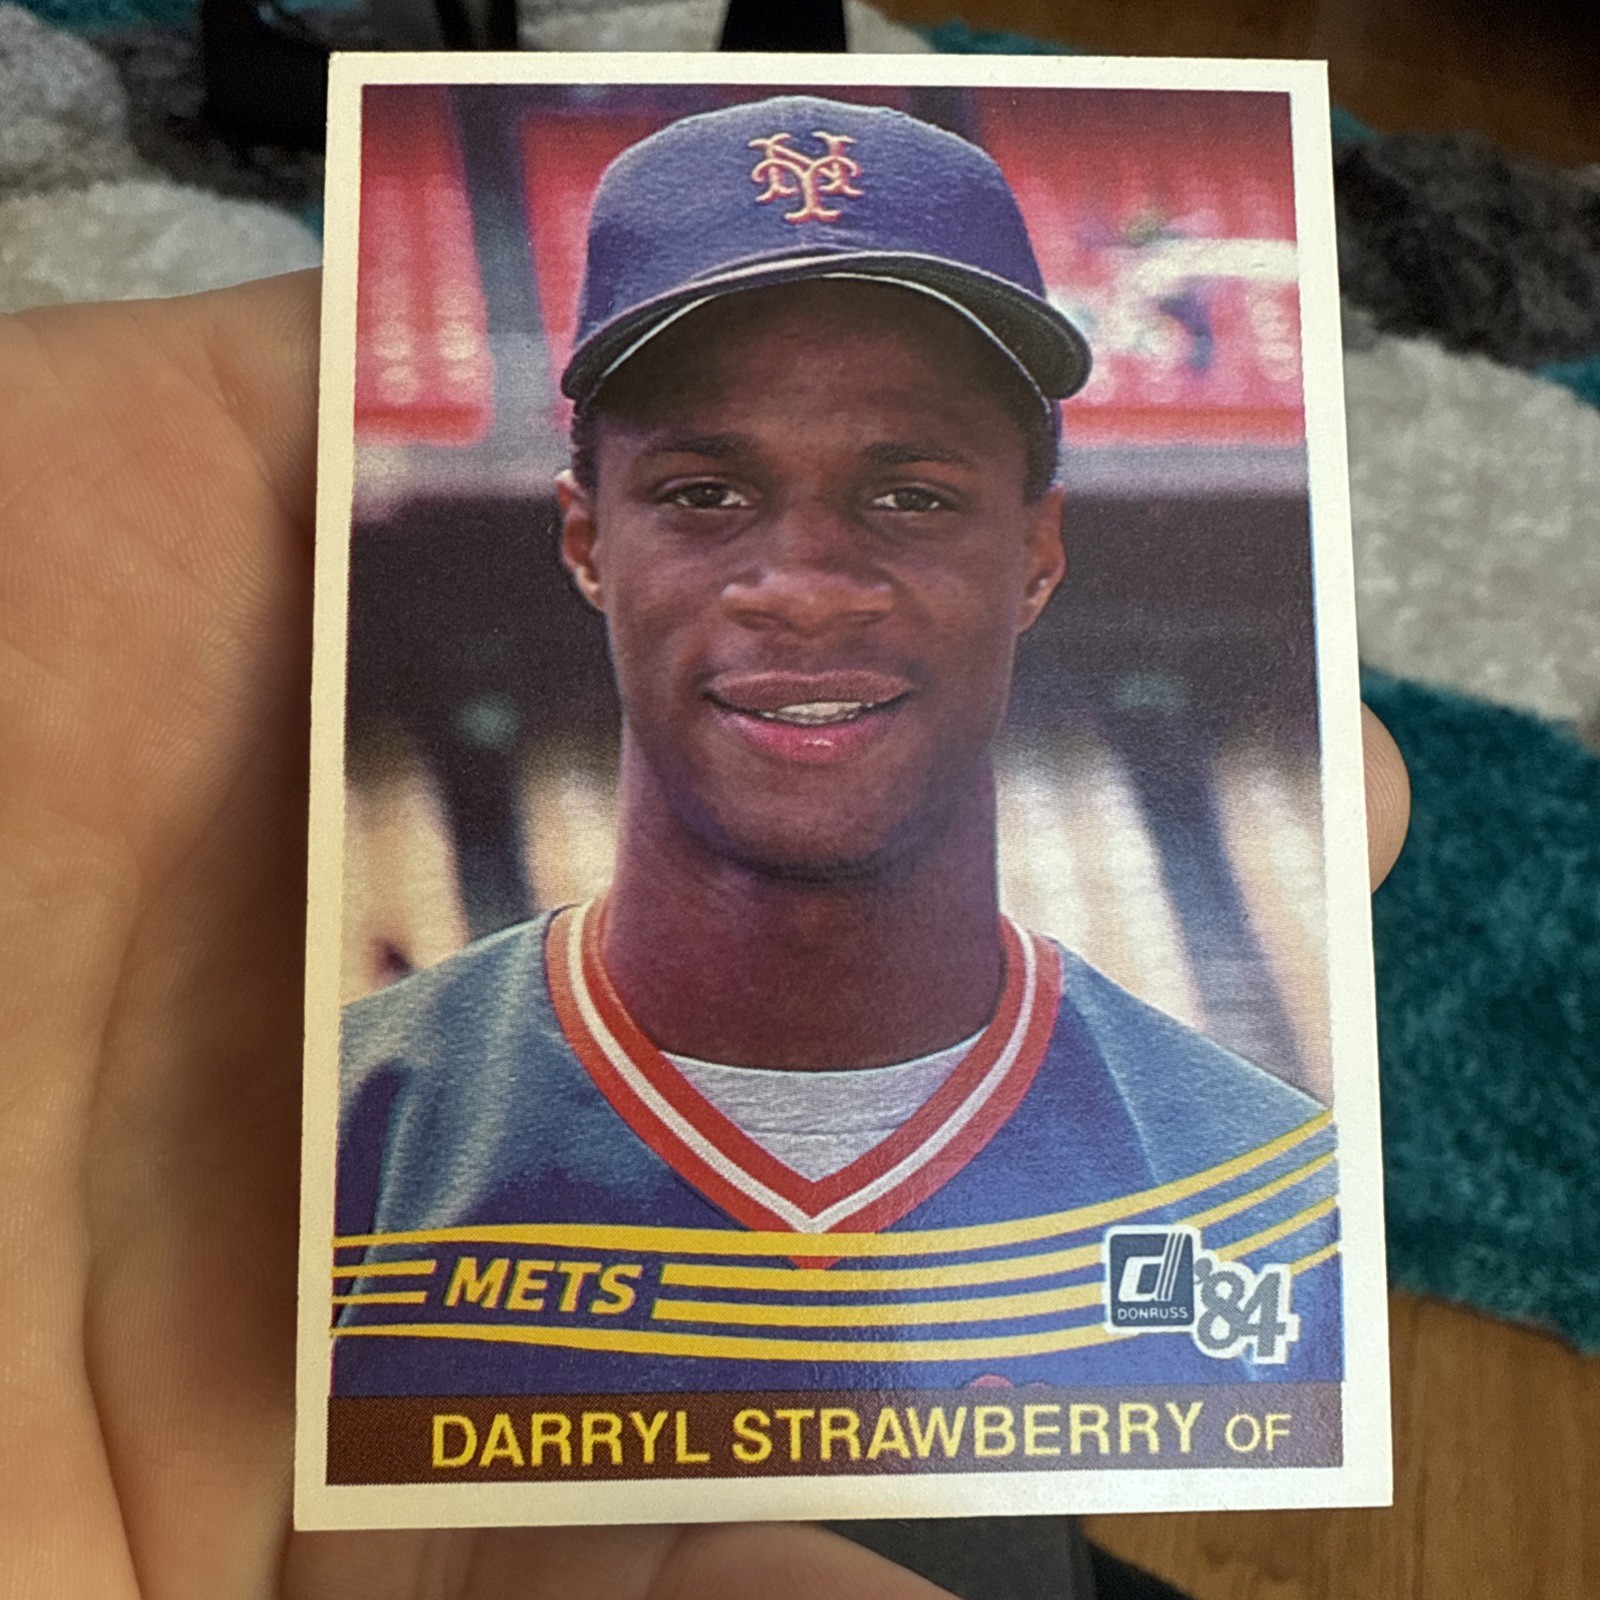 NY
METS
DONRUSS
'84
DARRYL STRAWBERRY OF